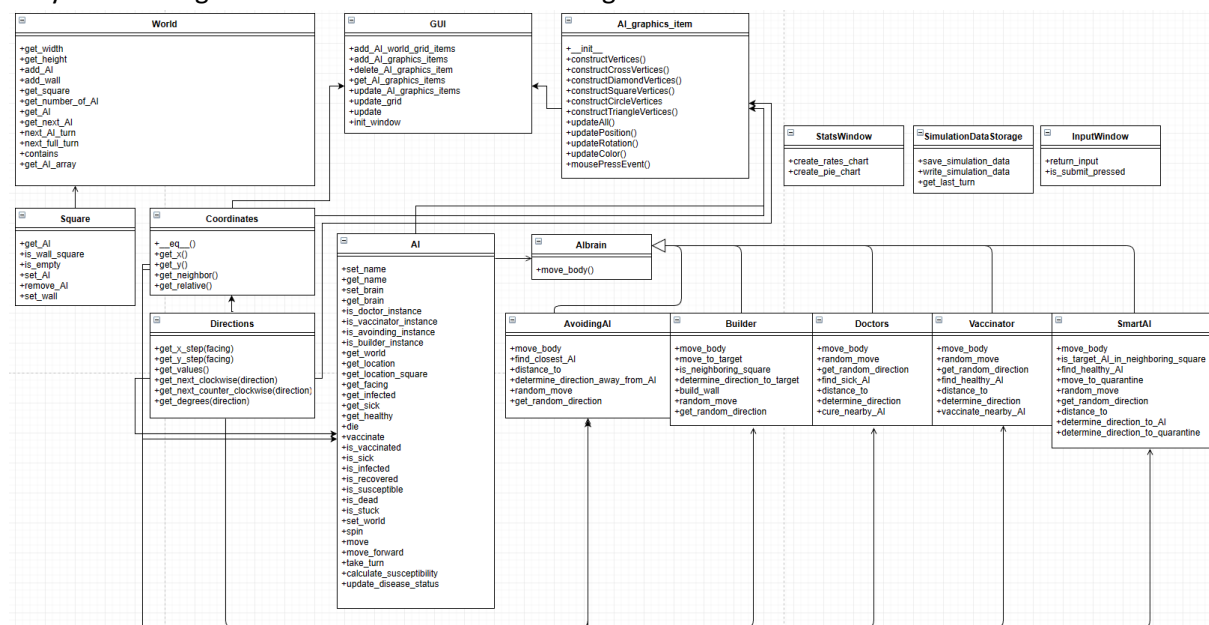 World
+get_width
+get_height
+add_AI
+add_wall
+get_square
+get_number_of_AI
+get_AI
+get_next_AI
+next_AI_turn
+next_full_turn
+contains
+get_AI_array
GUI
+add_AI_world_grid_items
+add_AI_graphics_items
+delete_AI_graphics_item
+get_AI_graphics_items
+update_AI_graphics_items
+update_grid
+update
+init_window
AI_graphics_item
+__init__
+constructVertices()
+constructCrossVertices()
+constructDiamondVertices()
+constructSquareVertices()
+constructCircleVertices
+constructTriangleVertices()
+updateAll()
+updatePosition()
+updateRotation()
+updateColor()
+mousePressEvent()
StatsWindow
+create_rates_chart
+create_pie_chart
SimulationDataStorage
+save_simulation_data
+write_simulation_data
+get_last_turn
InputWindow
+return_input
+is_submit_pressed
Square
+get_AI
+is_wall_square
+is_empty
+set_AI
+remove_AI
+set_wall
Coordinates
+__eq__()
+get_x()
+get_y()
+get_neighbor()
+get_relative()
Directions
+get_x_step(facing)
+get_y_step(facing)
+get_values()
+get_next_clockwise(direction)
+get_next_counter_clockwise(direction)
+get_degrees(direction)
AI
+set_name
+get_name
+set_brain
+get_brain
+is_doctor_instance
+is_vaccinator_instance
+is_avoinding_instance
+is_builder_instance
+get_world
+get_location
+get_location_square
+get_facing
+get_infected
+get_sick
+get_healthy
+die
+vaccinate
+is_vaccinated
+is_sick
+is_infected
+is_recovered
+is_susceptible
+is_dead
+is_stuck
+set_world
+spin
+move
+move_forward
+take_turn
+calculate_susceptibility
+update_disease_status
AIbrain
+move_body()
AvoidingAI
+move_body
+find_closest_AI
+distance_to
+determine_direction_away_from_AI
+random_move
+get_random_direction
Builder
+move_body
+move_to_target
+is_neighboring_square
+determine_direction_to_target
+build_wall
+random_move
+get_random_direction
Doctors
+move_body
+random_move
+get_random_direction
+find_sick_AI
+distance_to
+determine_direction
+cure_nearby_AI
Vaccinator
+move_body
+random_move
+get_random_direction
+find_healthy_AI
+distance_to
+determine_direction
+vaccinate_nearby_AI
SmartAI
+move_body
+is_target_AI_in_neighboring_square
+find_healthy_AI
+move_to_quarantine
+random_move
+get_random_direction
+distance_to
+determine_direction_to_AI
+determine_direction_to_quarantine